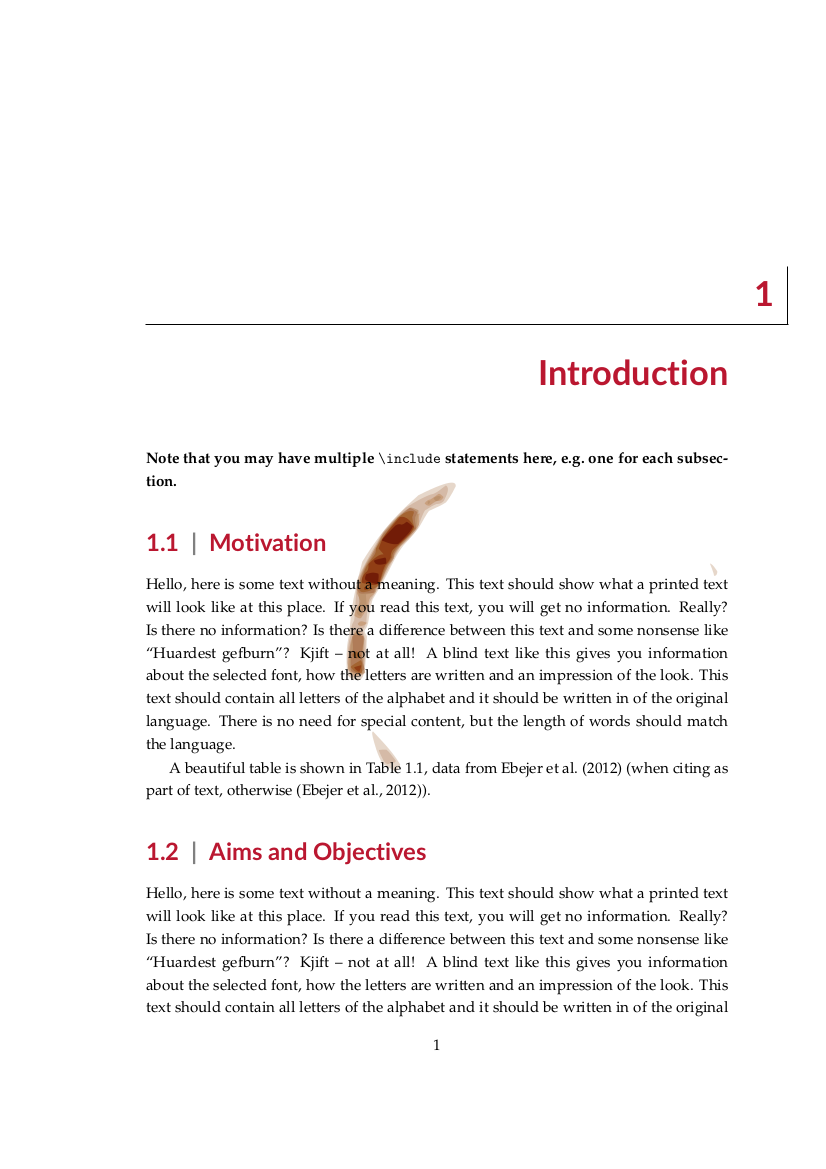 1
Introduction
Note that you may have multiple \include statements here, e.g. one for each subsec-
tion.
1.1 | Motivation
Hello, here is some text without a meaning. This text should show what a printed text
will look like at this place. If you read this text, you will get no information. Really?
Is there no information? Is there a difference between this text and some nonsense like
“Huardest gefburn”? Kjift – not at all! A blind text like this gives you information
about the selected font, how the letters are written and an impression of the look. This
text should contain all letters of the alphabet and it should be written in of the original
language. There is no need for special content, but the length of words should match
the language.
A beautiful table is shown in Table 1.1, data from Ebejer et al. (2012) (when citing as
part of text, otherwise (Ebejer et al., 2012)).
1.2 | Aims and Objectives
Hello, here is some text without a meaning. This text should show what a printed text
will look like at this place. If you read this text, you will get no information. Really?
Is there no information? Is there a difference between this text and some nonsense like
“Huardest gefburn”? Kjift – not at all! A blind text like this gives you information
about the selected font, how the letters are written and an impression of the look. This
text should contain all letters of the alphabet and it should be written in of the original
1